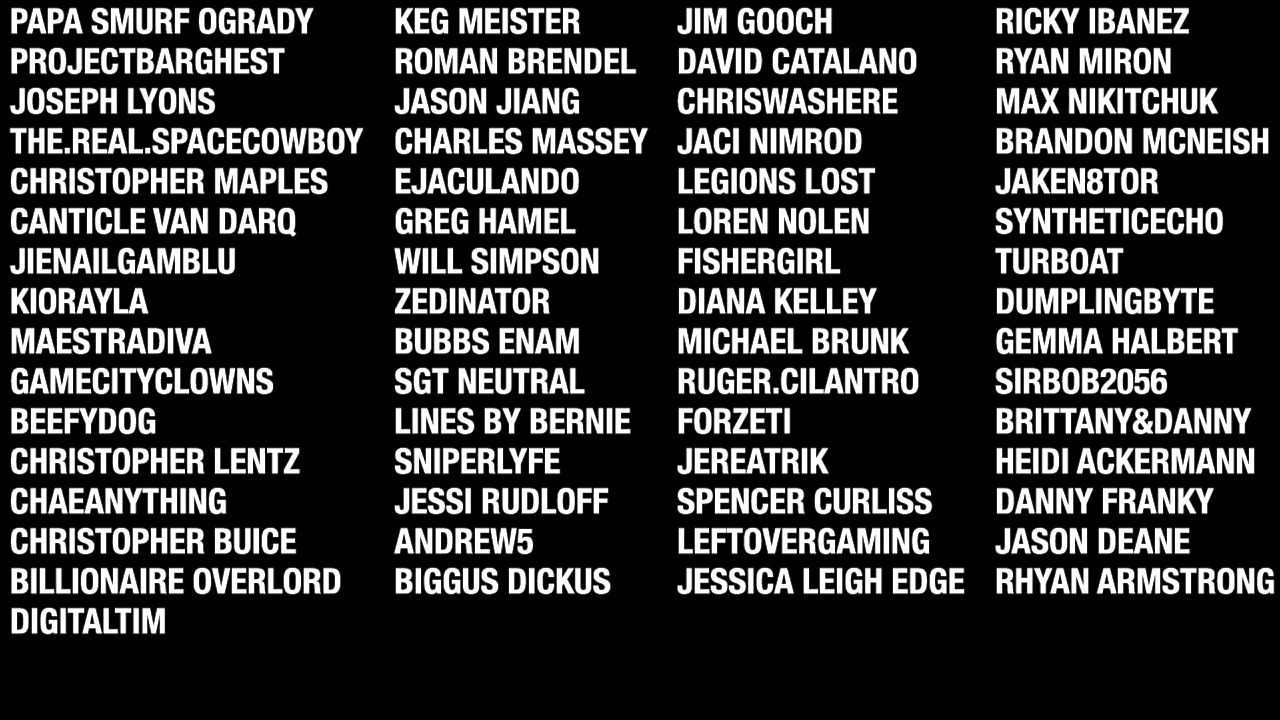 PAPA SMURF OGRADY KEG MEISTER JIM GOOCH RICKY IBANEZ
PROJECTBARGHEST ROMAN BRENDEL DAVID CATALANO RYAN MIRON
JOSEPH LYONS JASON JIANG CHRISWASHERE MAX NIKITCHUK
THE.REAL.SPACECOWBOY CHARLES MASSEY JACI NIMROD BRANDON MCNEISH
CHRISTOPHER MAPLES EJACULANDO LEGIONS LOST JAKEN8TOR
CANTICLE VAN DARQ GREG HAMEL LOREN NOLEN SYNTHETICECHO
JIENAILGAMBLU WILL SIMPSON FISHERGIRL TURBOAT
KIORAYLA ZEDINATOR DIANA KELLEY DUMPLINGBYTE
MAESTRADIVA BUBBS ENAM MICHAEL BRUNK GEMMA HALBERT
GAMECITYCLOWNS SGT NEUTRAL RUGER.CILANTRO SIRBOB2056
BEEFYDOG LINES BY BERNIE FORZETI BRITTANY&DANNY
CHRISTOPHER LENTZ SNIPERLYFE JEREATRIK HEIDI ACKERMANN
CHAEANYTHING JESSI RUDLOFF SPENCER CURLISS DANNY FRANKY
CHRISTOPHER BUICE ANDREW5 LEFTOVERGAMING JASON DEANE
BILLIONAIRE OVERLORD BIGGUS DICKUS JESSICA LEIGH EDGE RHYAN ARMSTRONG
DIGITALTIM